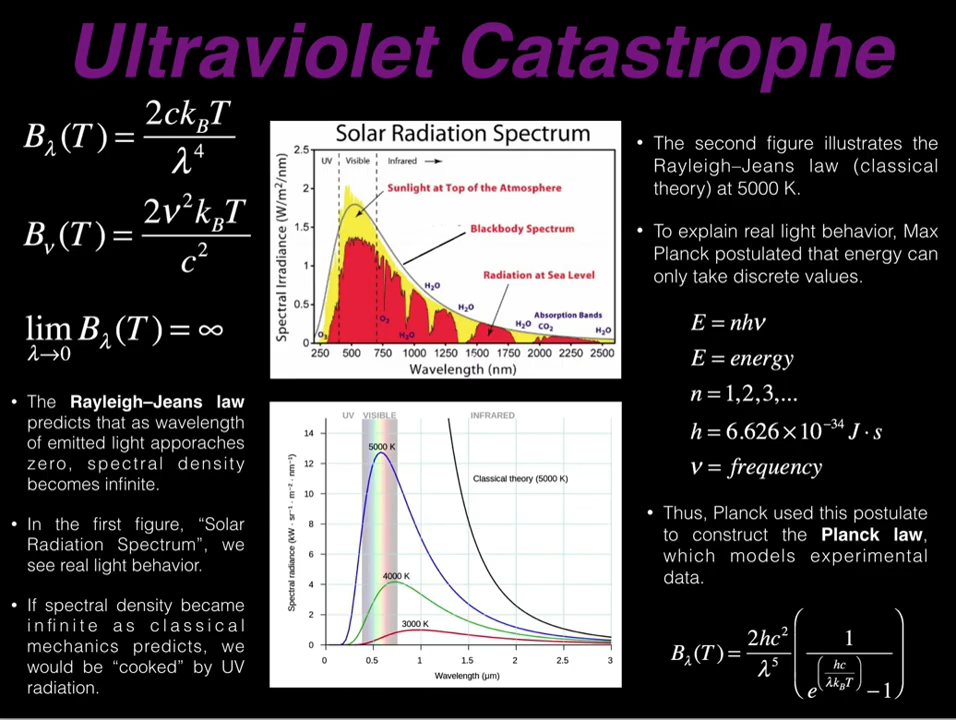 Ultraviolet Catastrophe
B_λ(T) = 2ck_BT / λ^4
B_ν(T) = 2ν^2k_BT / c^2
lim λ→0 B_λ(T) = ∞
• The Rayleigh–Jeans law
predicts that as wavelength
of emitted light apporaches
zero, spectral density
becomes infinite.
• In the first figure, “Solar
Radiation Spectrum”, we
see real light behavior.
• If spectral density became
infinite as classical
mechanics predicts, we
would be “cooked” by UV
radiation.
Solar Radiation Spectrum
UV Visible Infrared →
Sunlight at Top of the Atmosphere
Blackbody Spectrum
Radiation at Sea Level
H₂O
H₂O
Absorption Bands
O₃ O₂ H₂O H₂O CO₂ H₂O
Spectral Irradiance (W/m²/nm)
2.5
2
1.5
1
0.5
0
250 500 750 1000 1250 1500 1750 2000 2250 2500
Wavelength (nm)
UV VISIBLE INFRARED
5000 K
Classical theory (5000 K)
4000 K
3000 K
Spectral radiance (kW · sr⁻¹ · m⁻² · nm⁻¹)
14
12
10
8
6
4
2
0
0 0.5 1 1.5 2 2.5 3
Wavelength (μm)
• The second figure illustrates the
Rayleigh–Jeans law (classical
theory) at 5000 K.
• To explain real light behavior, Max
Planck postulated that energy can
only take discrete values.
E = nhν
E = energy
n = 1,2,3,...
h = 6.626 × 10⁻³⁴ J · s
ν = frequency
• Thus, Planck used this postulate
to construct the Planck law,
which models experimental
data.
B_λ(T) = 2hc^2 / λ^5 (1 / (e^(hc / λk_BT) − 1))